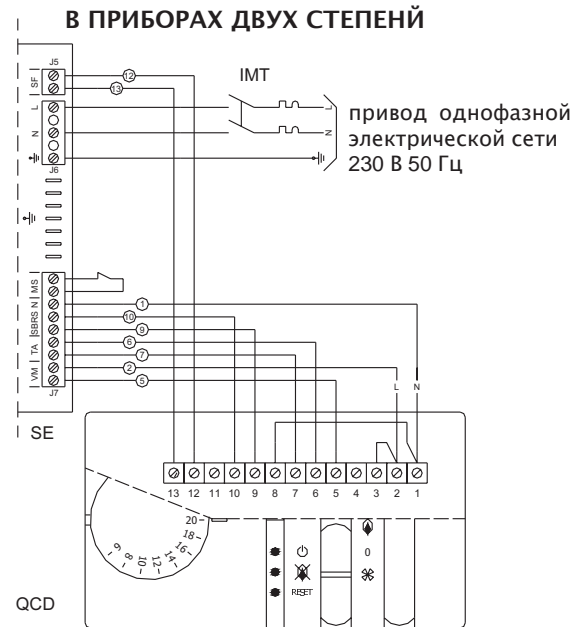 В ПРИБОРАХ ДВУХ СТЕПЕНЙ
J5
SF
12
13
IMT
L
N
L
N
привод однофазной
электрической сети
230 В 50 Гц
J6
MS
N
SBRS
TA
VM
1
10
9
6
7
2
5
J7
L N
SE
13 12 11 10 9 8 7 6 5 4 3 2 1
20
18
16
14
12
10
8
6
0
RESET
QCD